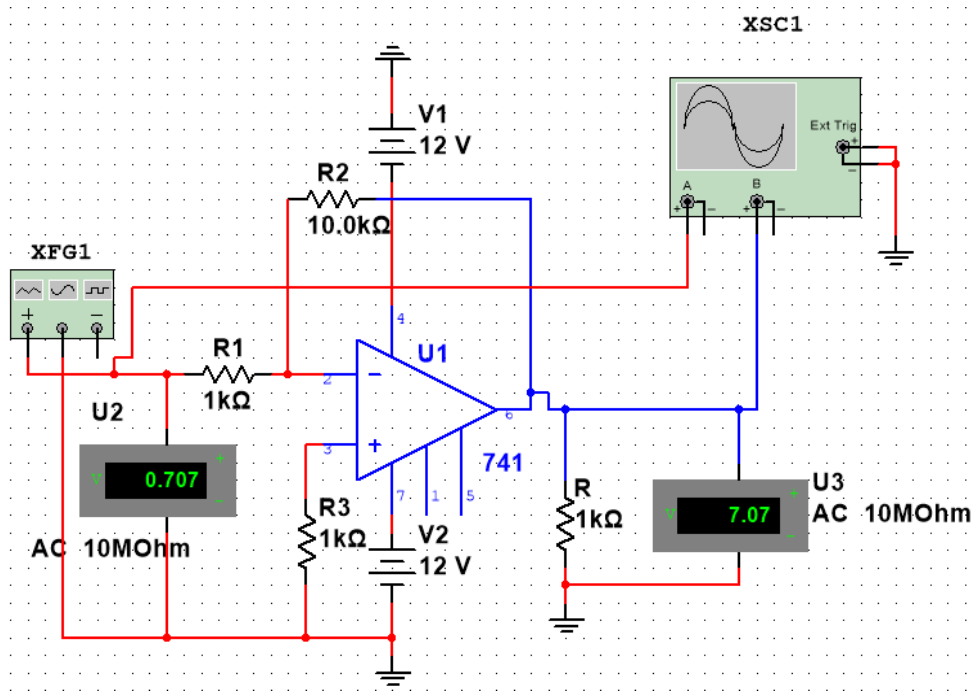 XSC1
Ext Trig
+
−
A
B
+ −
+ −
V1
12 V
R2
10.0kΩ
XFG1
+ −
4
U1
R1
1kΩ
2
−
6
U2
3
+
741
V 0.707
+
−
AC 10MOhm
7
1
5
R3
1kΩ
V2
12 V
R
1kΩ
V 7.07
+
−
U3
AC 10MOhm